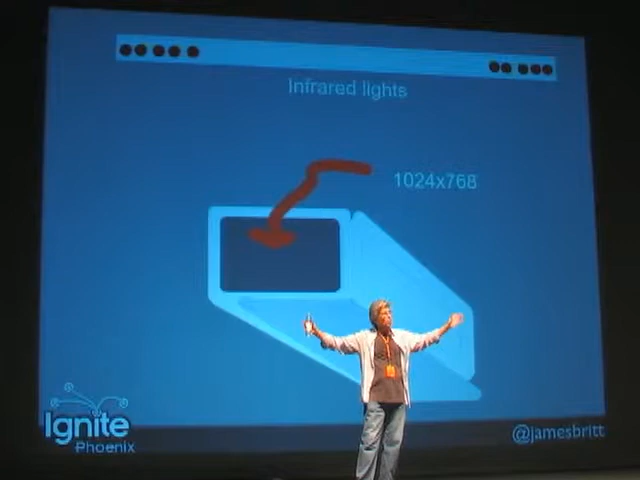 Infrared lights
1024x768
Ignite
Phoenix
@jamesbritt